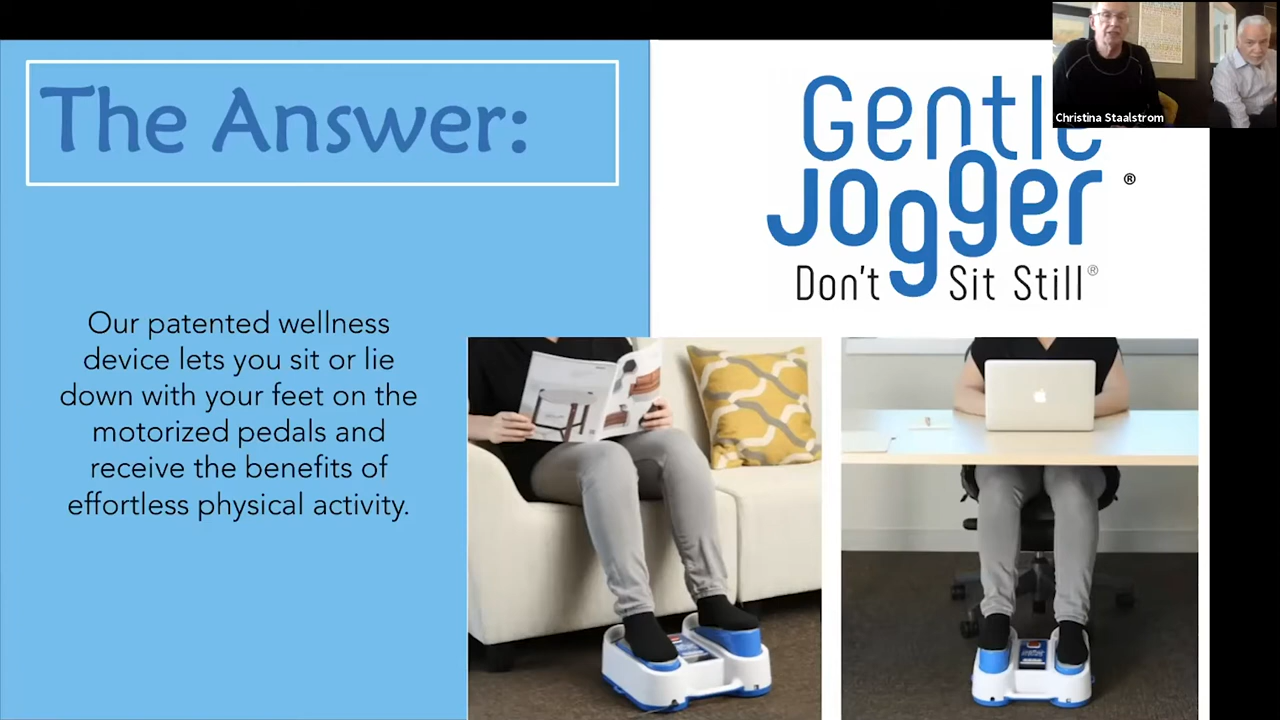 The Answer:
Gentle
Jogger ®
Don't Sit Still®
Christina Staalstrom
Our patented wellness
device lets you sit or lie
down with your feet on the
motorized pedals and
receive the benefits of
effortless physical activity.